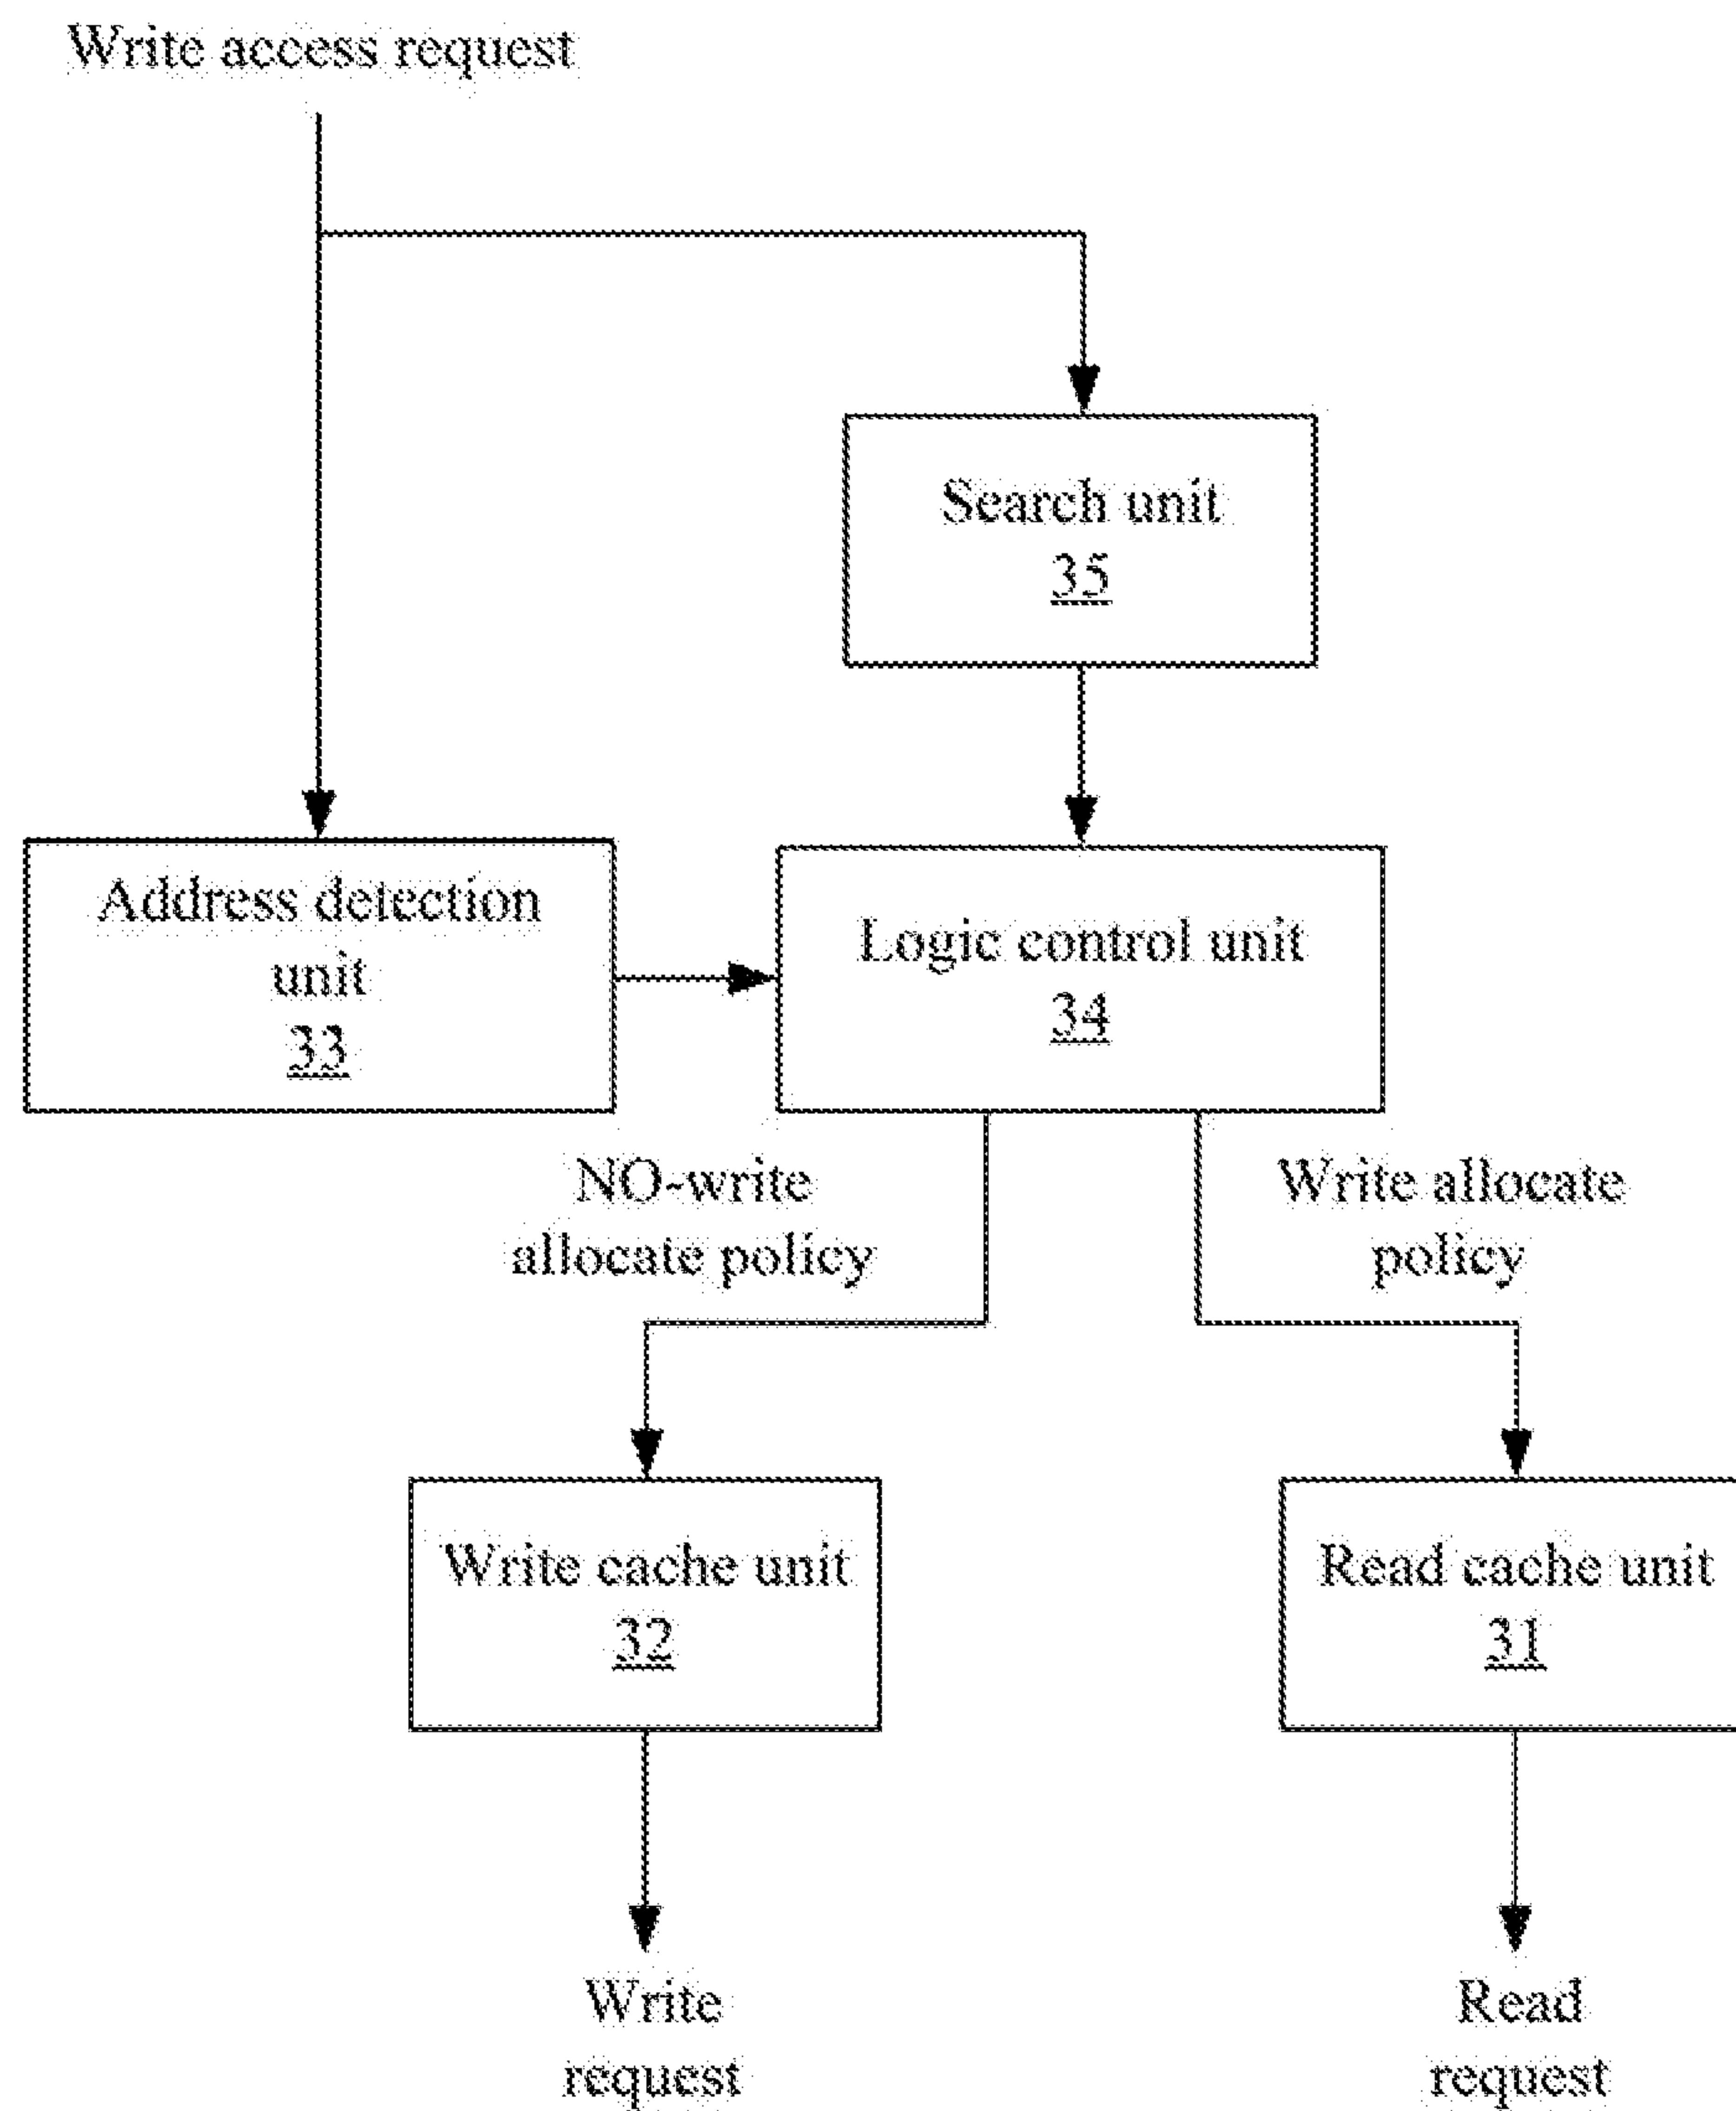 Write access request
Search unit
35
Address detection
unit
33
Logic control unit
34
NO-write
allocate policy
Write allocate
policy
Write cache unit
32
Read cache unit
31
Write
request
Read
request